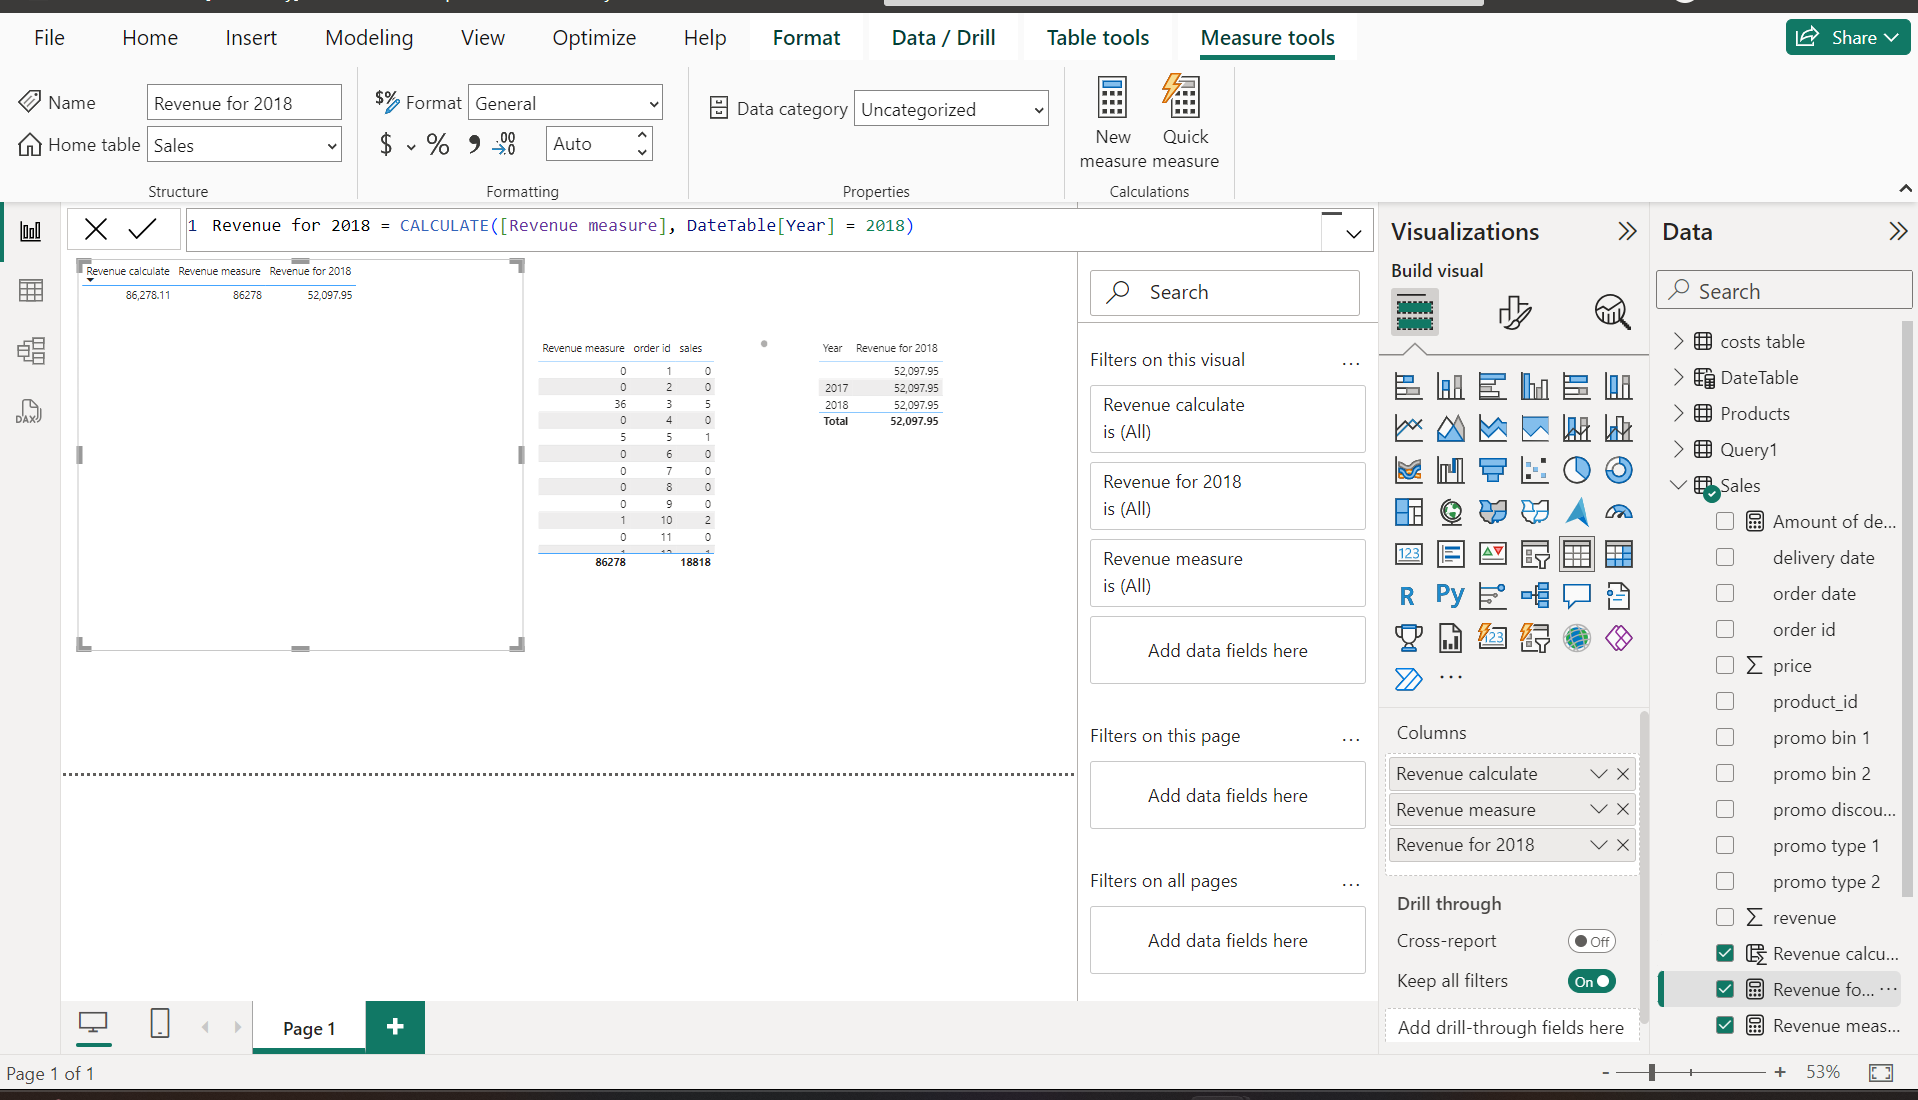 File Home Insert Modeling View Optimize Help Format Data / Drill Table tools Measure tools Share
Name Revenue for 2018
Home table Sales
Structure
$% Format General
$ % , .00 Auto
Formatting
Data category Uncategorized
Properties
New measure
Quick measure
Calculations
1 Revenue for 2018 = CALCULATE([Revenue measure], DateTable[Year] = 2018)
Revenue calculate Revenue measure Revenue for 2018
86,278.11 86278 52,097.95
Revenue measure order id sales
0 1 0
0 2 0
36 3 5
0 4 0
5 5 1
0 6 0
0 7 0
0 8 0
0 9 0
1 10 2
0 11 0
86278 18818
Year Revenue for 2018
52,097.95
2017 52,097.95
2018 52,097.95
Total 52,097.95
DAX
Search
Filters on this visual ...
Revenue calculate
is (All)
Revenue for 2018
is (All)
Revenue measure
is (All)
Add data fields here
Filters on this page ...
Add data fields here
Filters on all pages ...
Add data fields here
Visualizations
Build visual
123
R Py
123
...
Columns
Revenue calculate
Revenue measure
Revenue for 2018
Drill through
Cross-report Off
Keep all filters On
Add drill-through fields here
Data
Search
costs table
DateTable
Products
Query1
Sales
Amount of de...
delivery date
order date
order id
Σ price
product_id
promo bin 1
promo bin 2
promo discou...
promo type 1
promo type 2
Σ revenue
Revenue calcu...
Revenue fo... ...
Revenue meas...
Page 1 +
Page 1 of 1
- + 53%